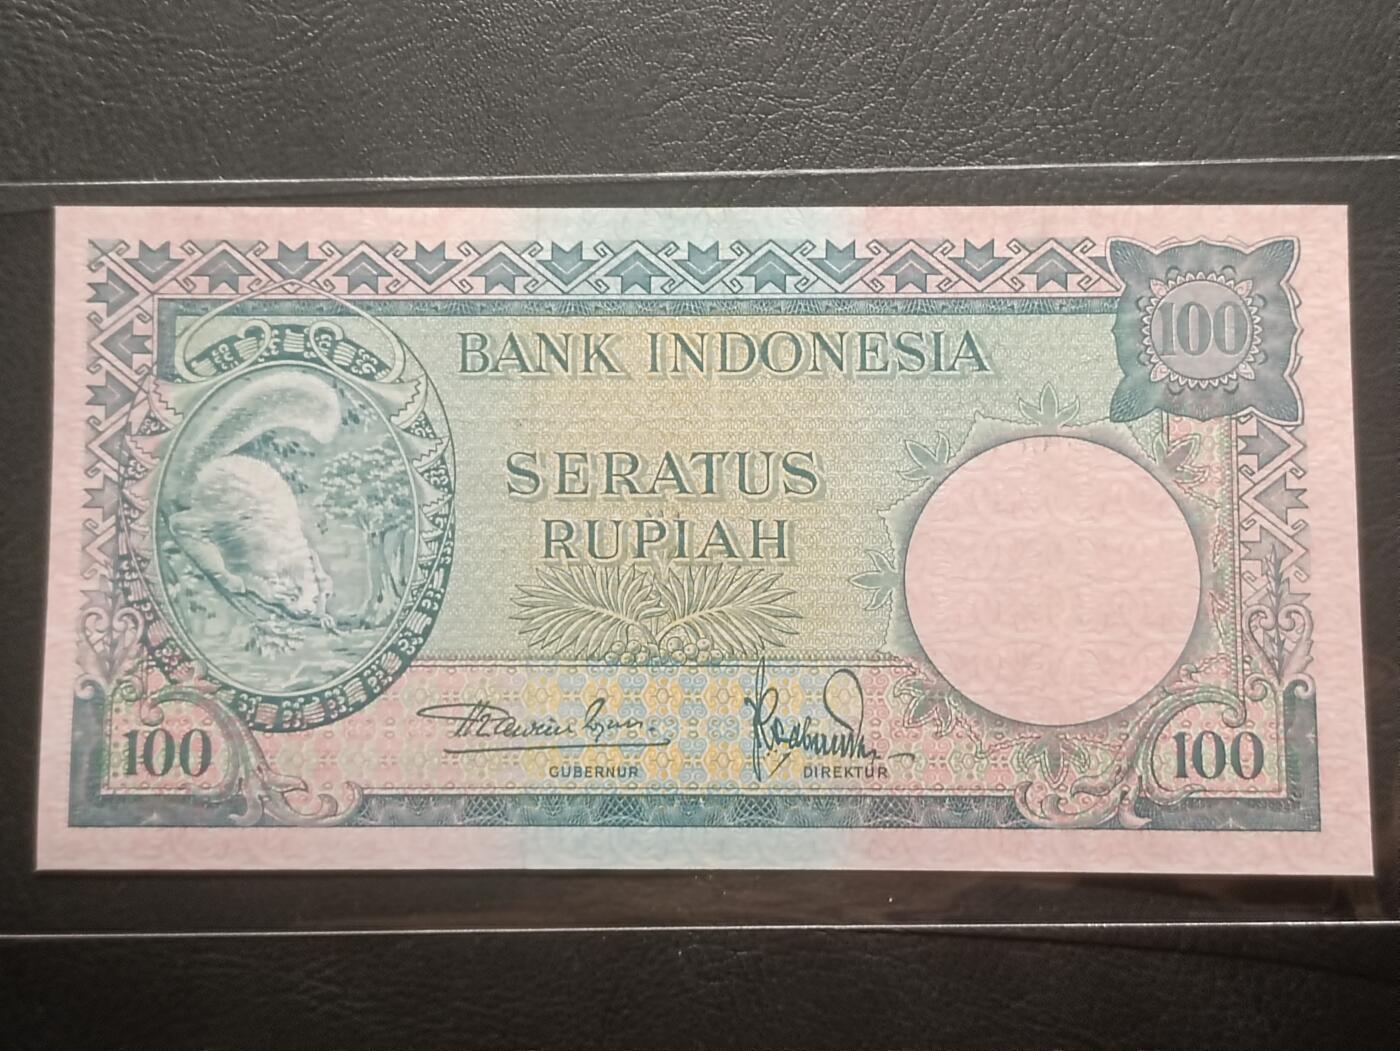 BANK INDONESIA
100
SERATUS
RUPIAH
100
GUBERNUR
DIREKTUR
100